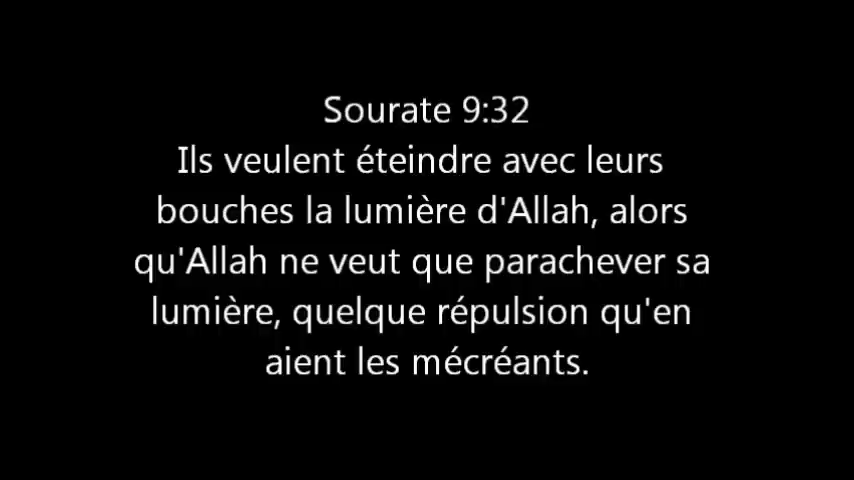 Sourate 9:32
Ils veulent éteindre avec leurs
bouches la lumière d'Allah, alors
qu'Allah ne veut que parachever sa
lumière, quelque répulsion qu'en
aient les mécréants.